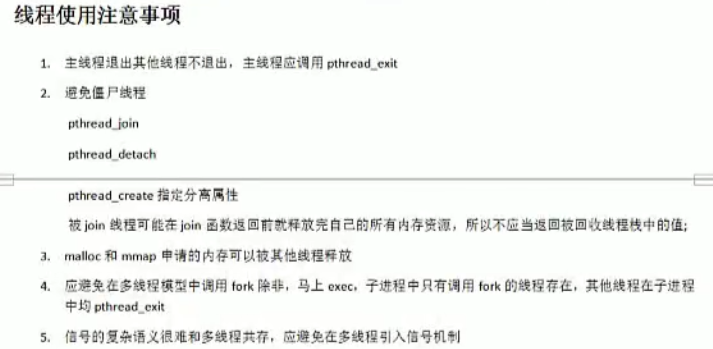 线程使用注意事项
1. 主线程退出其他线程不退出，主线程应调用 pthread_exit
2. 避免僵尸线程
pthread_join
pthread_detach
pthread_create 指定分离属性
被 join 线程可能在 join 函数返回前就释放完自己的所有内存资源，所以不应当返回被回收线程栈中的值;
3. malloc 和 mmap 申请的内存可以被其他线程释放
4. 应避免在多线程模型中调用 fork 除非，马上 exec，子进程中只有调用 fork 的线程存在，其他线程在子进程
中均 pthread_exit
5. 信号的复杂语义很难和多线程共存，应避免在多线程引入信号机制